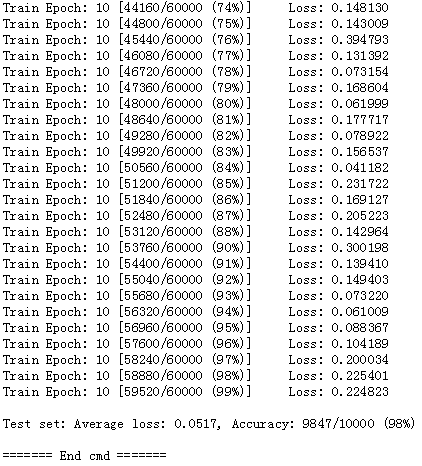 Train Epoch: 10 [44160/60000 (74%)]	Loss: 0.148130
Train Epoch: 10 [44800/60000 (75%)]	Loss: 0.143009
Train Epoch: 10 [45440/60000 (76%)]	Loss: 0.394793
Train Epoch: 10 [46080/60000 (77%)]	Loss: 0.131392
Train Epoch: 10 [46720/60000 (78%)]	Loss: 0.073154
Train Epoch: 10 [47360/60000 (79%)]	Loss: 0.168604
Train Epoch: 10 [48000/60000 (80%)]	Loss: 0.061999
Train Epoch: 10 [48640/60000 (81%)]	Loss: 0.177717
Train Epoch: 10 [49280/60000 (82%)]	Loss: 0.078922
Train Epoch: 10 [49920/60000 (83%)]	Loss: 0.156537
Train Epoch: 10 [50560/60000 (84%)]	Loss: 0.041182
Train Epoch: 10 [51200/60000 (85%)]	Loss: 0.231722
Train Epoch: 10 [51840/60000 (86%)]	Loss: 0.169127
Train Epoch: 10 [52480/60000 (87%)]	Loss: 0.205223
Train Epoch: 10 [53120/60000 (88%)]	Loss: 0.142964
Train Epoch: 10 [53760/60000 (90%)]	Loss: 0.300198
Train Epoch: 10 [54400/60000 (91%)]	Loss: 0.139410
Train Epoch: 10 [55040/60000 (92%)]	Loss: 0.149403
Train Epoch: 10 [55680/60000 (93%)]	Loss: 0.073220
Train Epoch: 10 [56320/60000 (94%)]	Loss: 0.061009
Train Epoch: 10 [56960/60000 (95%)]	Loss: 0.088367
Train Epoch: 10 [57600/60000 (96%)]	Loss: 0.104189
Train Epoch: 10 [58240/60000 (97%)]	Loss: 0.200034
Train Epoch: 10 [58880/60000 (98%)]	Loss: 0.225401
Train Epoch: 10 [59520/60000 (99%)]	Loss: 0.224823
Test set: Average loss: 0.0517, Accuracy: 9847/10000 (98%)
======= End cmd =======